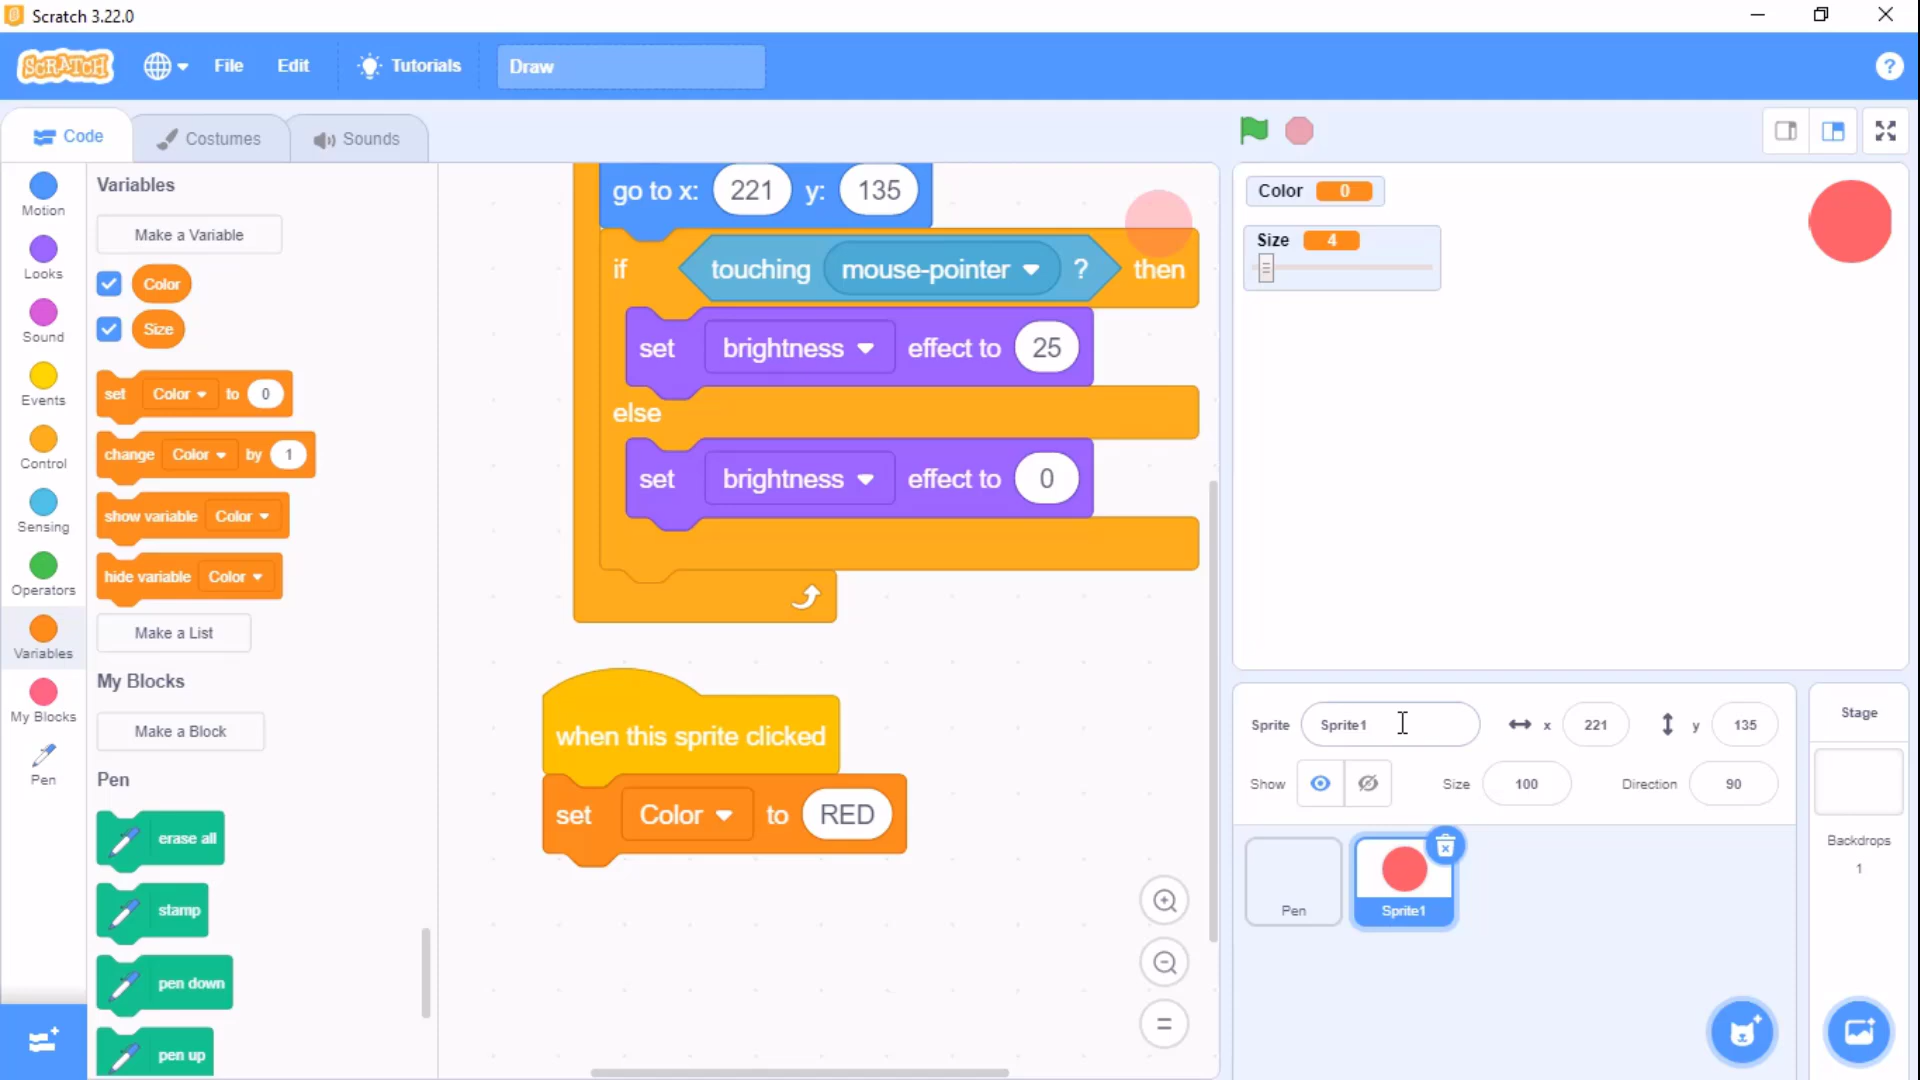 Scratch 3.22.0
SCRATCH
File
Edit
Tutorials
Draw
?
Code
Costumes
Sounds
Motion
Looks
Sound
Events
Control
Sensing
Operators
Variables
My Blocks
Pen
Variables
Make a Variable
Color
Size
set Color to 0
change Color by 1
show variable Color
hide variable Color
Make a List
My Blocks
Make a Block
Pen
erase all
stamp
pen down
pen up
go to x: 221 y: 135
if touching mouse-pointer ? then
set brightness effect to 25
else
set brightness effect to 0
when this sprite clicked
set Color to RED
Color 0
Size 4
Sprite Sprite1 x 221 y 135
Show Size 100 Direction 90
Pen
Sprite1
Stage
Backdrops
1